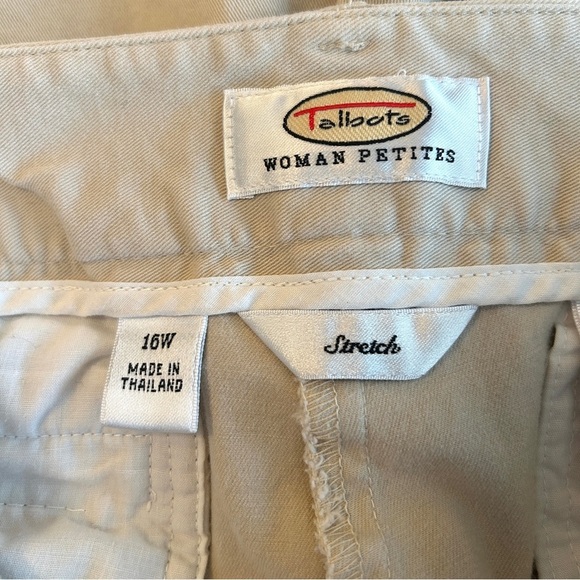 Talbots
WOMAN PETITES
16W
MADE IN
THAILAND
Stretch